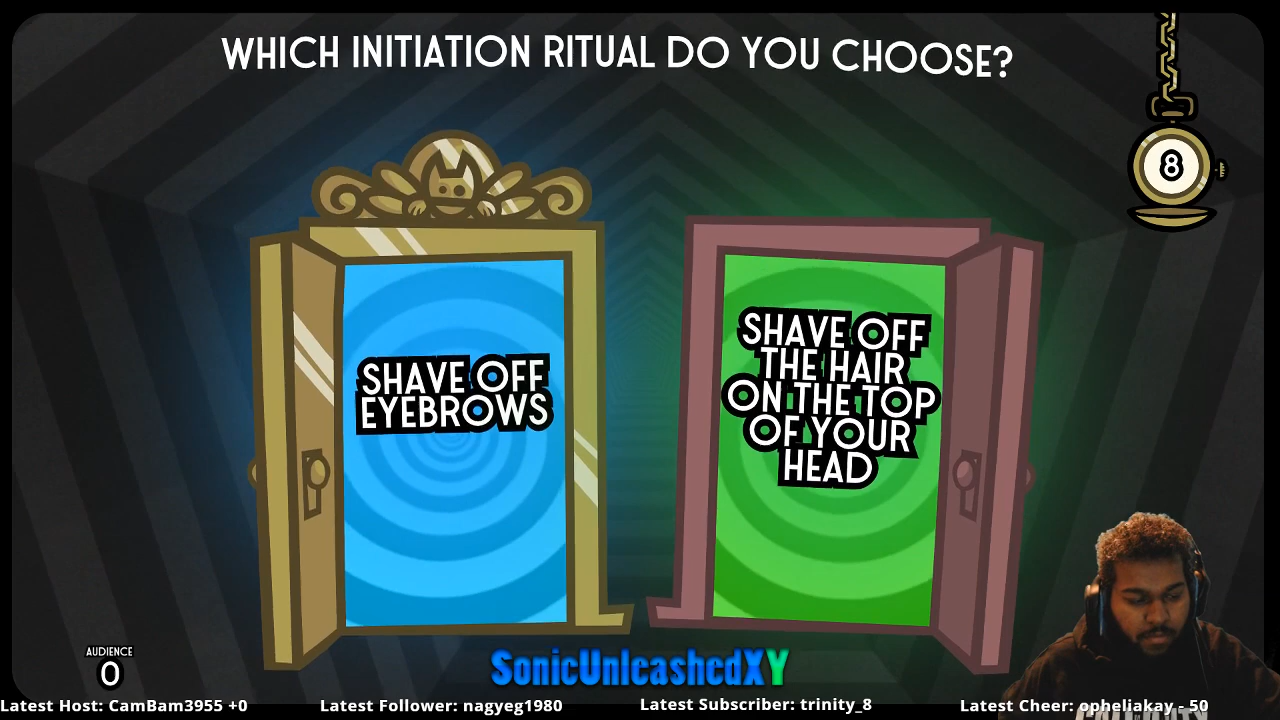 WHICH INITIATION RITUAL DO YOU CHOOSE?
8
SHAVE OFF
EYEBROWS
SHAVE OFF
THE HAIR
ON THE TOP
OF YOUR
HEAD
AUDIENCE
0
SonicUnleashedXY
Latest Host: CamBam3955 +0
Latest Follower: nagyeg1980
Latest Subscriber: trinity_8
Latest Cheer: opheliakay - 50